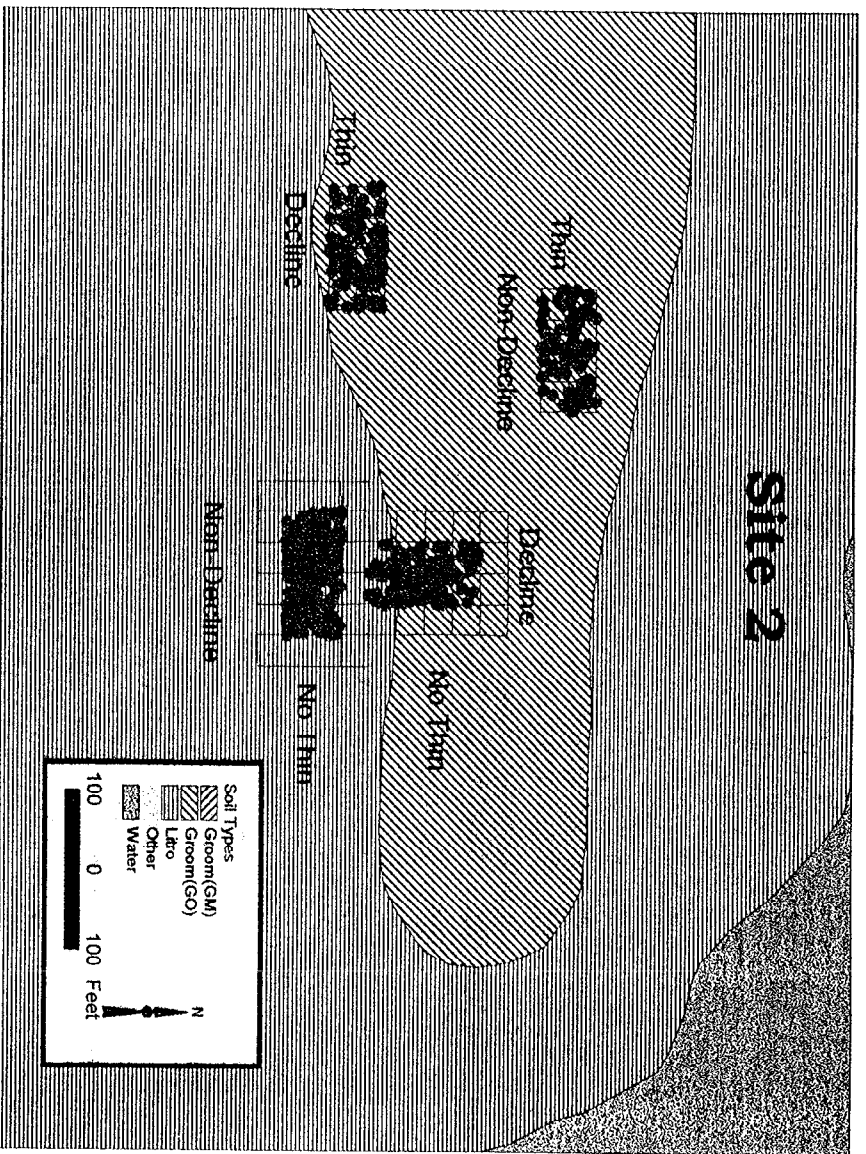 Site 2
Thin
Non-Decline
Thin
Decline
Decline
No Thin
Non-Decline
No Thin
Soil Types
Groom(GM)
Groom(GO)
Litro
Other
Water
100 0 100 Feet
N